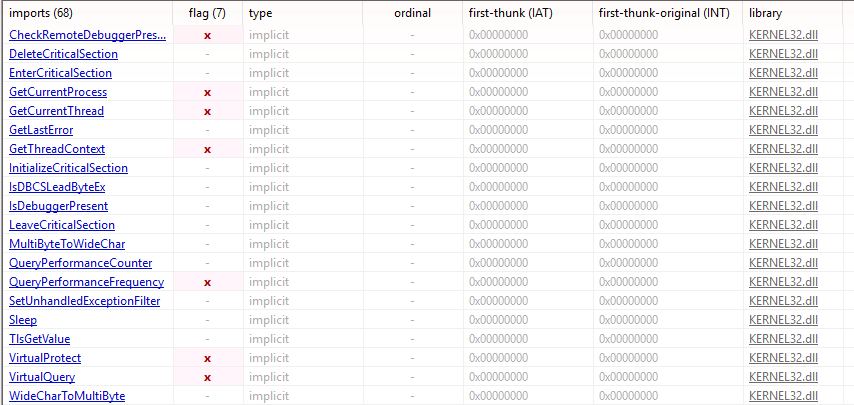 imports (68) flag (7) type ordinal first-thunk (IAT) first-thunk-original (INT) library
CheckRemoteDebuggerPres... x implicit - 0x00000000 0x00000000 KERNEL32.dll
DeleteCriticalSection - implicit - 0x00000000 0x00000000 KERNEL32.dll
EnterCriticalSection - implicit - 0x00000000 0x00000000 KERNEL32.dll
GetCurrentProcess x implicit - 0x00000000 0x00000000 KERNEL32.dll
GetCurrentThread x implicit - 0x00000000 0x00000000 KERNEL32.dll
GetLastError - implicit - 0x00000000 0x00000000 KERNEL32.dll
GetThreadContext x implicit - 0x00000000 0x00000000 KERNEL32.dll
InitializeCriticalSection - implicit - 0x00000000 0x00000000 KERNEL32.dll
IsDBCSLeadByteEx - implicit - 0x00000000 0x00000000 KERNEL32.dll
IsDebuggerPresent - implicit - 0x00000000 0x00000000 KERNEL32.dll
LeaveCriticalSection - implicit - 0x00000000 0x00000000 KERNEL32.dll
MultiByteToWideChar - implicit - 0x00000000 0x00000000 KERNEL32.dll
QueryPerformanceCounter - implicit - 0x00000000 0x00000000 KERNEL32.dll
QueryPerformanceFrequency x implicit - 0x00000000 0x00000000 KERNEL32.dll
SetUnhandledExceptionFilter - implicit - 0x00000000 0x00000000 KERNEL32.dll
Sleep - implicit - 0x00000000 0x00000000 KERNEL32.dll
TlsGetValue - implicit - 0x00000000 0x00000000 KERNEL32.dll
VirtualProtect x implicit - 0x00000000 0x00000000 KERNEL32.dll
VirtualQuery x implicit - 0x00000000 0x00000000 KERNEL32.dll
WideCharToMultiByte - implicit - 0x00000000 0x00000000 KERNEL32.dll